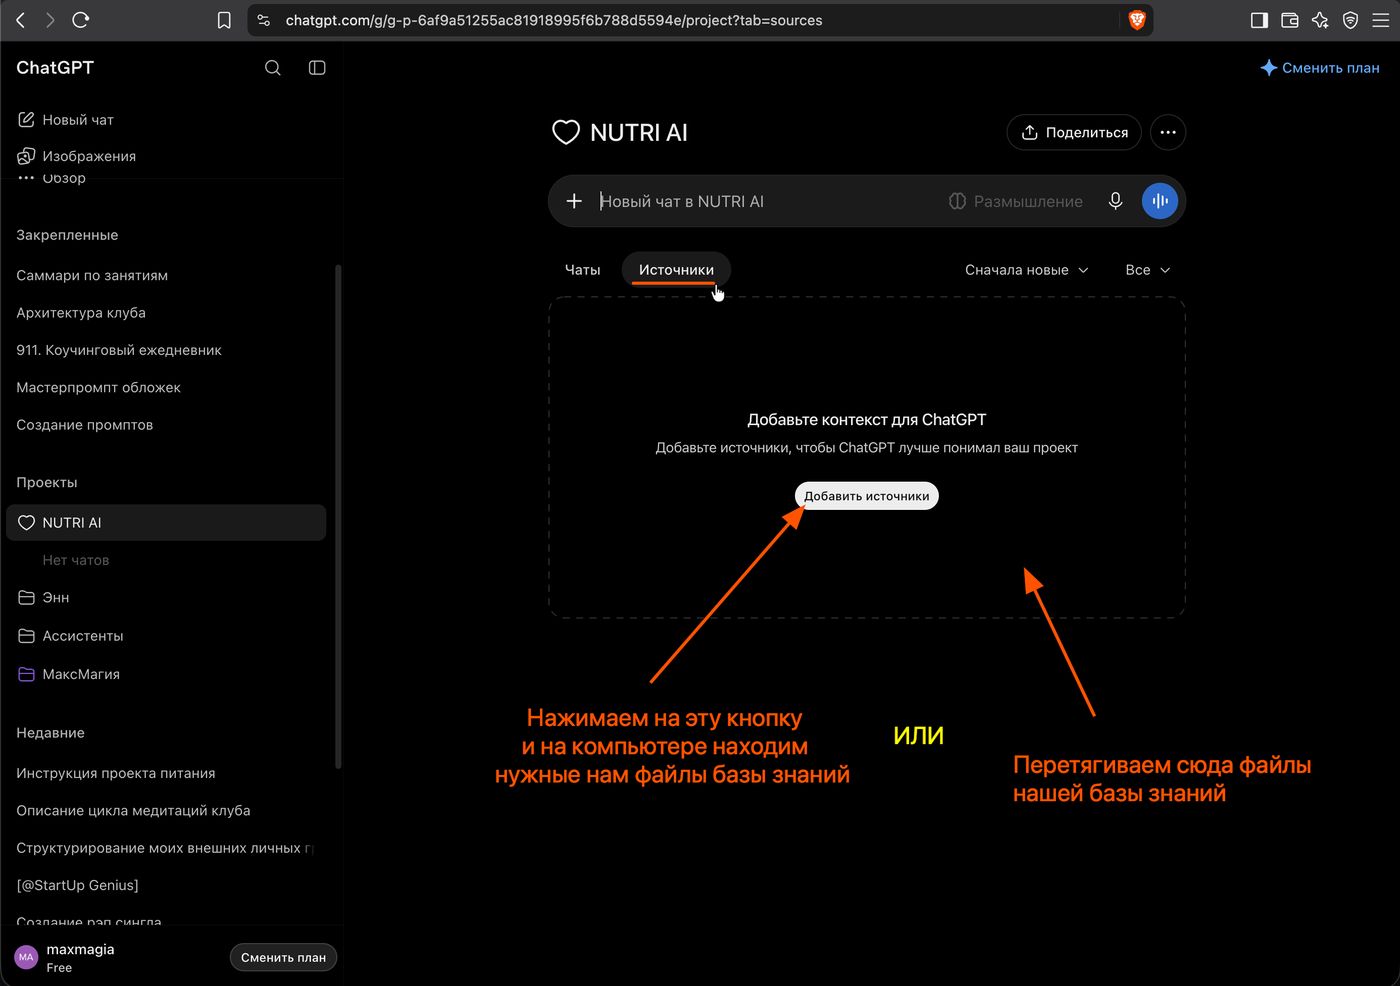 chatgpt.com/g/g-p-6af9a51255ac81918995f6b788d5594e/project?tab=sources
ChatGPT
Сменить план
Новый чат
Изображения
Обзор
Закрепленные
Саммари по занятиям
Архитектура клуба
911. Коучинговый ежедневник
Мастерпромпт обложек
Создание промптов
Проекты
NUTRI AI
Нет чатов
Энн
Ассистенты
МаксМагия
Недавние
Инструкция проекта питания
Описание цикла медитаций клуба
Структурирование моих внешних личных г
[@StartUp Genius]
Создание рэп сингла
MA
maxmagia
Free
Сменить план
NUTRI AI
Поделиться
Новый чат в NUTRI AI
Размышление
Чаты
Источники
Сначала новые
Все
Добавьте контекст для ChatGPT
Добавьте источники, чтобы ChatGPT лучше понимал ваш проект
Добавить источники
Нажимаем на эту кнопку
и на компьютере находим
нужные нам файлы базы знаний
ИЛИ
Перетягиваем сюда файлы
нашей базы знаний